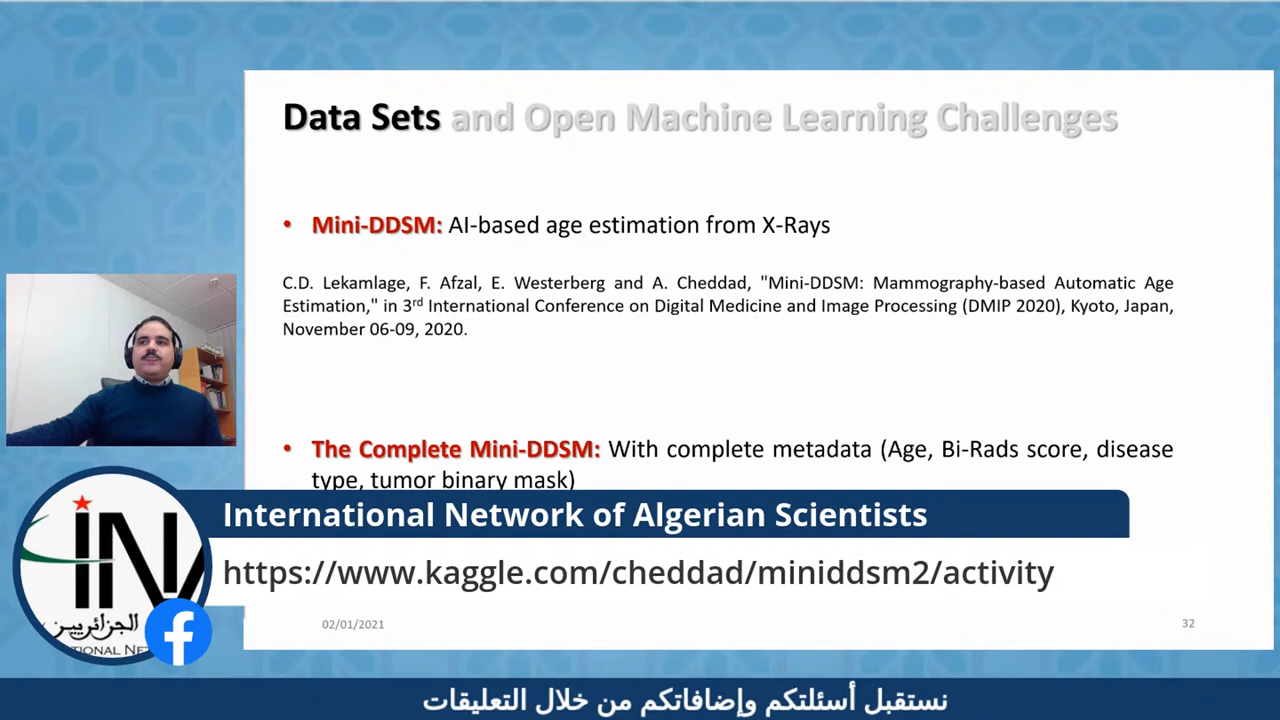 Data Sets and Open Machine Learning Challenges
• Mini-DDSM: AI-based age estimation from X-Rays
C.D. Lekamlage, F. Afzal, E. Westerberg and A. Cheddad, "Mini-DDSM: Mammography-based Automatic Age
Estimation," in 3rd International Conference on Digital Medicine and Image Processing (DMIP 2020), Kyoto, Japan,
November 06-09, 2020.
• The Complete Mini-DDSM: With complete metadata (Age, Bi-Rads score, disease
type, tumor binary mask)
International Network of Algerian Scientists
https://www.kaggle.com/cheddad/miniddsm2/activity
الجزائريين
02/01/2021
32
نستقبل أسئلتكم وإضافاتكم من خلال التعليقات